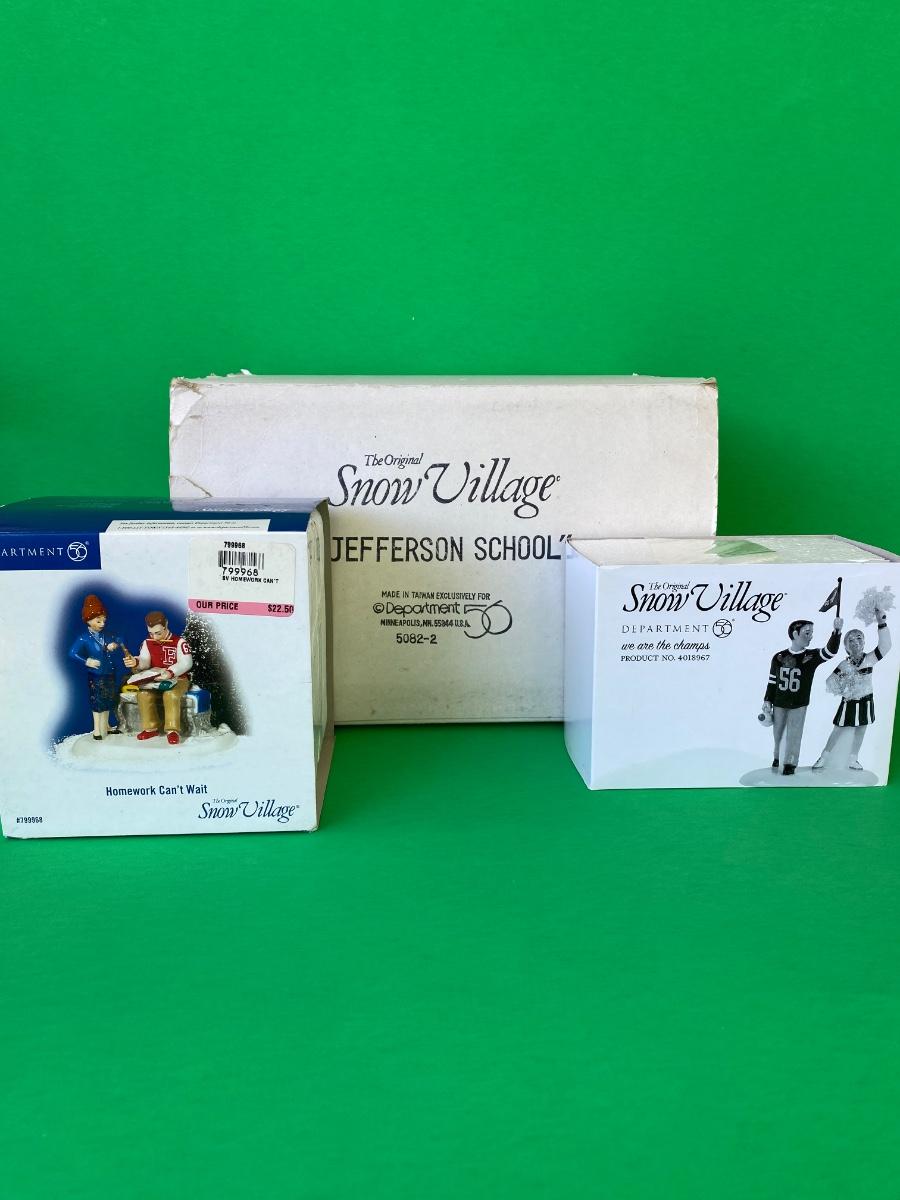 The Original
Snow Village
JEFFERSON SCHOOL"
MADE IN TAIWAN EXCLUSIVELY FOR
© Department 56
MINNEAPOLIS, MN. 55344 U.S.A.
5082-2
ARTMENT 56
799968
799968
SV HOMEWORK CAN'T
OUR PRICE $22.50
F
6
Homework Can't Wait
The Original
Snow Village®
#799968
The Original
Snow Village
DEPARTMENT 56
we are the champs
PRODUCT NO. 4018967
56